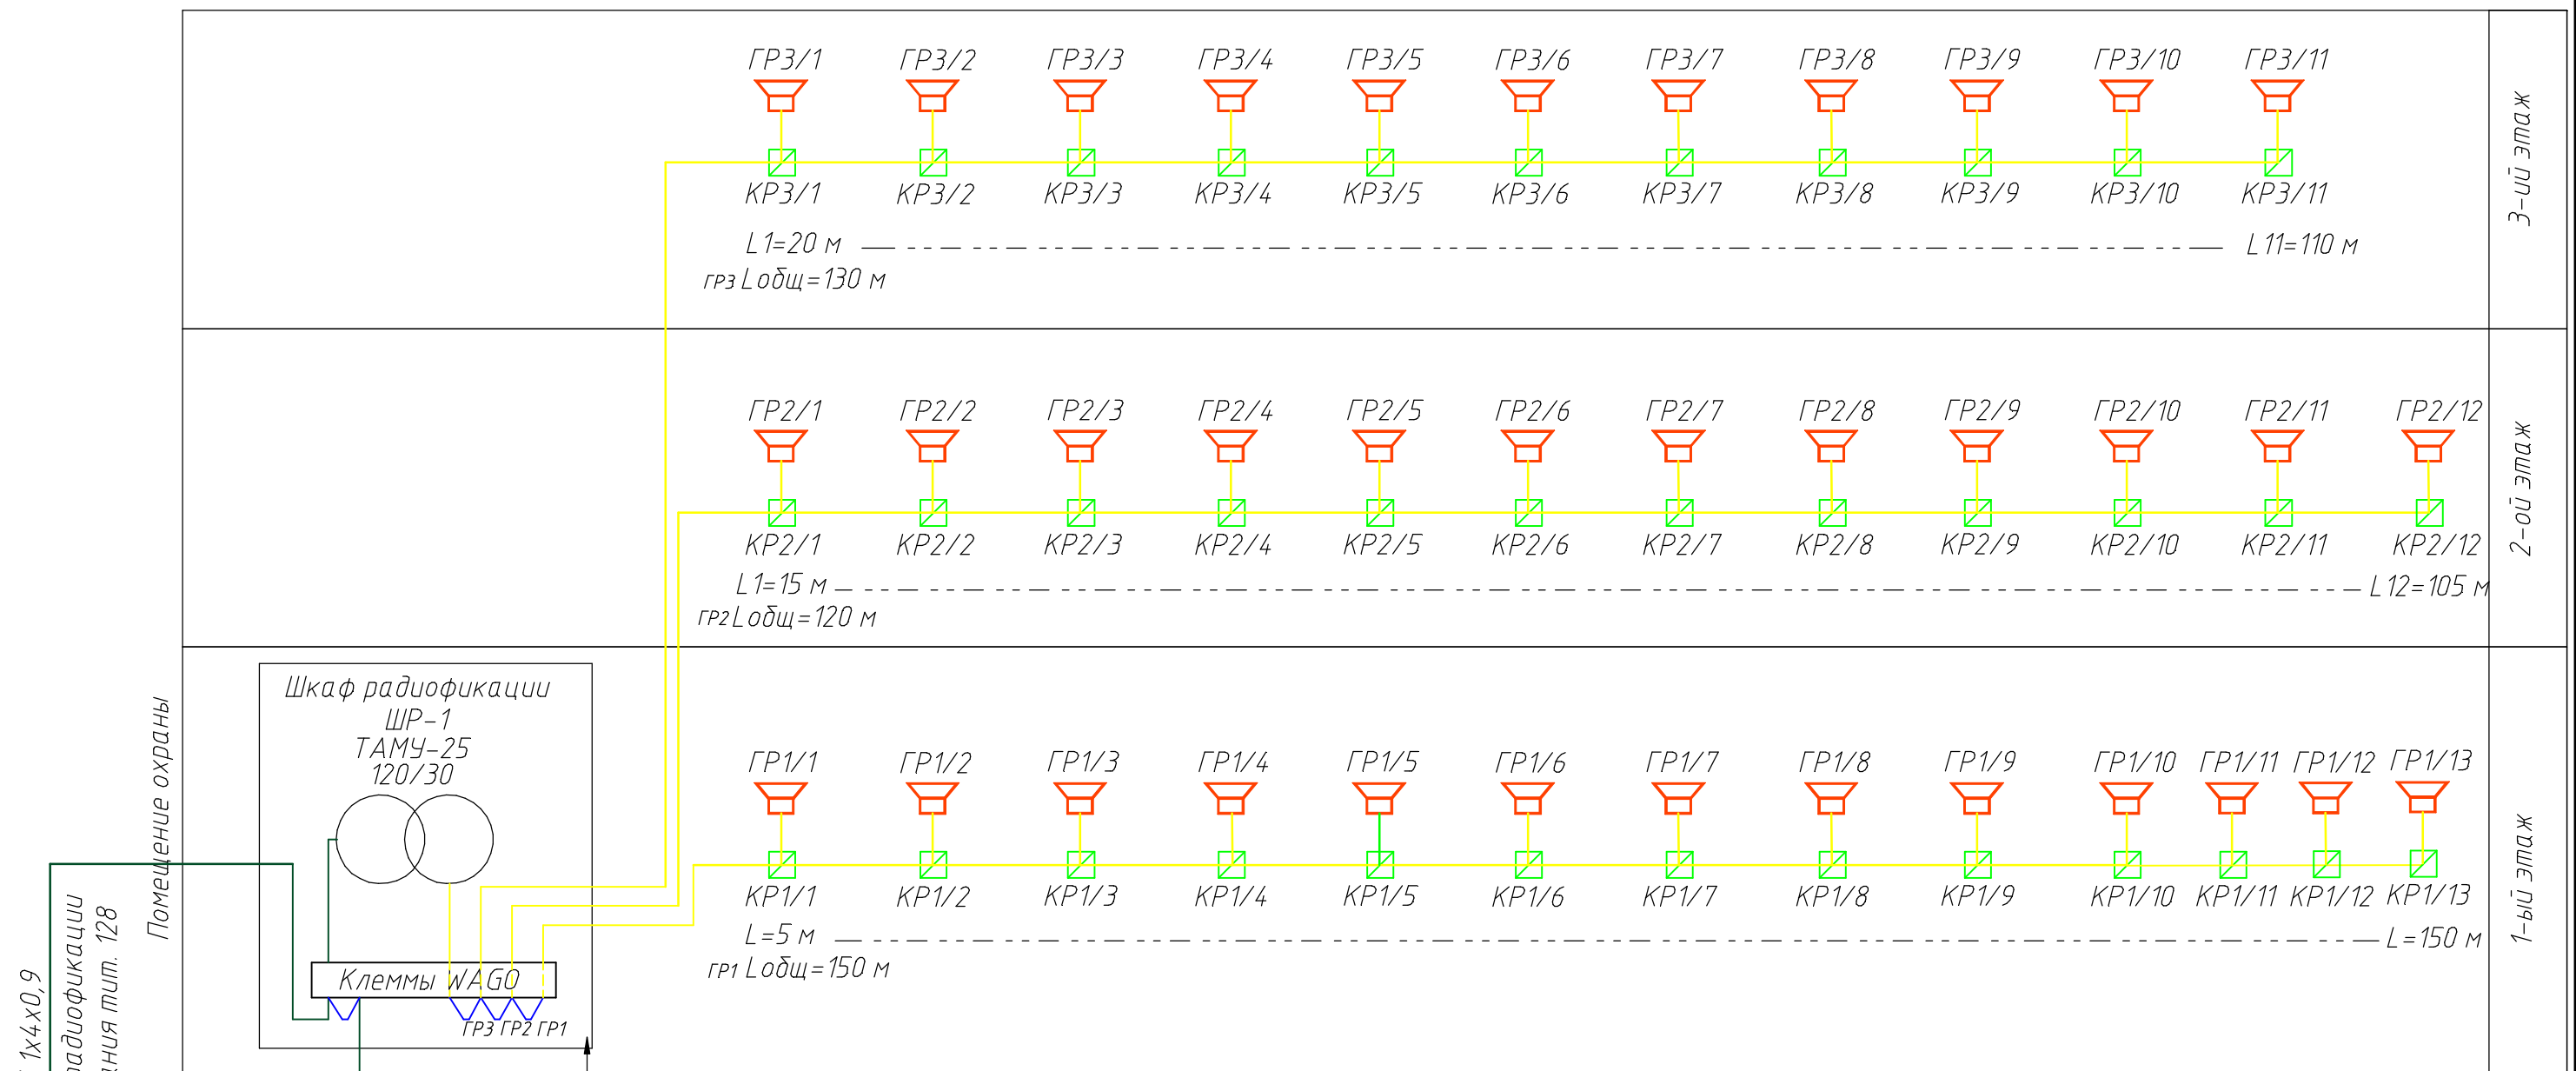 ГР3/1 ГР3/2 ГР3/3 ГР3/4 ГР3/5 ГР3/6 ГР3/7 ГР3/8 ГР3/9 ГР3/10 ГР3/11
КР3/1 КР3/2 КР3/3 КР3/4 КР3/5 КР3/6 КР3/7 КР3/8 КР3/9 КР3/10 КР3/11
L1=20 м L11=110 м
ГР3 Lобщ=130 м
3-ий этаж
ГР2/1 ГР2/2 ГР2/3 ГР2/4 ГР2/5 ГР2/6 ГР2/7 ГР2/8 ГР2/9 ГР2/10 ГР2/11 ГР2/12
КР2/1 КР2/2 КР2/3 КР2/4 КР2/5 КР2/6 КР2/7 КР2/8 КР2/9 КР2/10 КР2/11 КР2/12
L1=15 м L12=105 м
ГР2 Lобщ=120 м
2-ой этаж
Шкаф радиофикации
ШР-1
ТАМУ-25
120/30
Клеммы WAGO
ГР3 ГР2 ГР1
ГР1/1 ГР1/2 ГР1/3 ГР1/4 ГР1/5 ГР1/6 ГР1/7 ГР1/8 ГР1/9 ГР1/10 ГР1/11 ГР1/12 ГР1/13
КР1/1 КР1/2 КР1/3 КР1/4 КР1/5 КР1/6 КР1/7 КР1/8 КР1/9 КР1/10 КР1/11 КР1/12 КР1/13
L=5 м L=150 м
ГР1 Lобщ=150 м
1-ый этаж
Помещение охраны
1х4х0,9
адиофикации
ания тит. 128